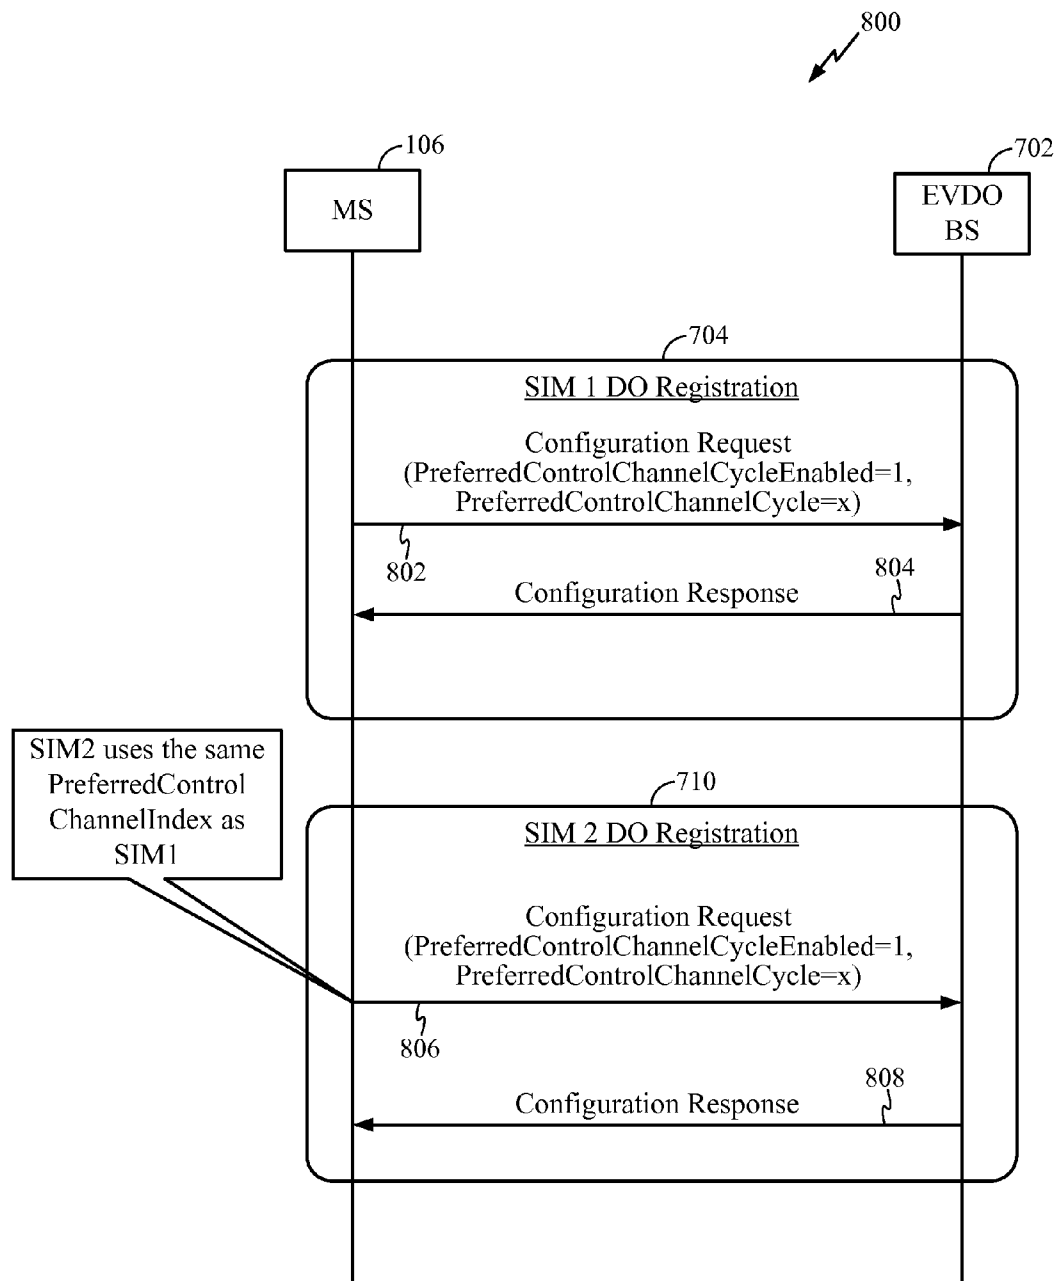 800
106
702
MS
EVDO
BS
704
SIM 1 DO Registration
Configuration Request
(PreferredControlChannelCycleEnabled=1,
PreferredControlChannelCycle=x)
802
804
Configuration Response
SIM2 uses the same
PreferredControl
ChannelIndex as
SIM1
710
SIM 2 DO Registration
Configuration Request
(PreferredControlChannelCycleEnabled=1,
PreferredControlChannelCycle=x)
806
808
Configuration Response